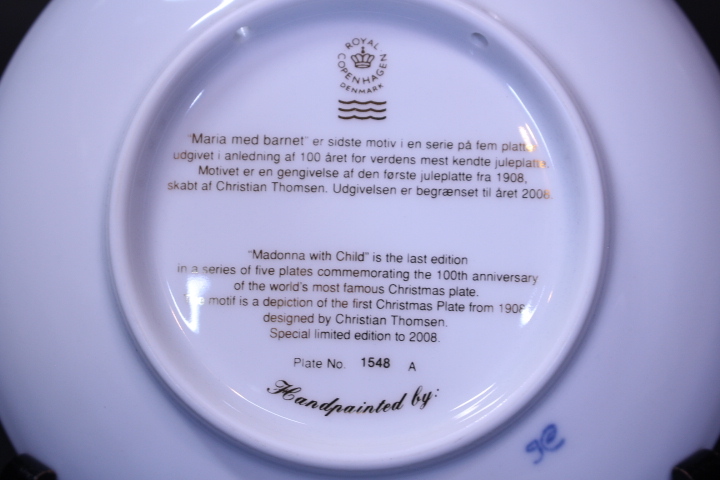 ROYAL COPENHAGEN
DENMARK
"Maria med barnet" er sidste motiv i en serie på fem
udgivet i anledning af 100 året for verdens mest kendte juleplatte.
Motivet er en gengivelse af den første juleplatte fra 1908,
skabt af Christian Thomsen. Udgivelsen er begrænset til året 2008.
"Madonna with Child" is the last edition
in a series of five plates commemorating the 100th anniversary
of the world's most famous Christmas plate.
The motif is a depiction of the first Christmas Plate from 1908
designed by Christian Thomsen.
Special limited edition to 2008.
Plate No. 1548 A
Handpainted by: